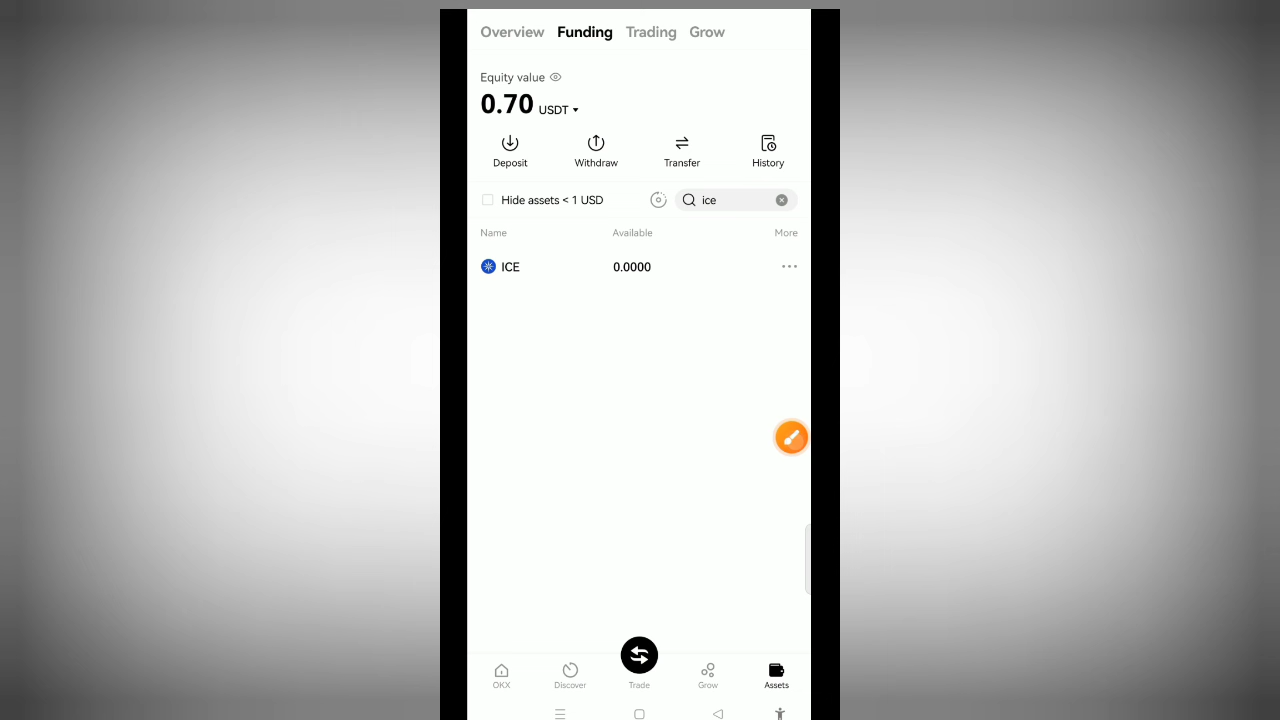 Overview Funding Trading Grow
Equity value
0.70 USDT
Deposit Withdraw Transfer History
Hide assets < 1 USD ice
Name Available More
ICE 0.0000
OKX Discover Trade Grow Assets